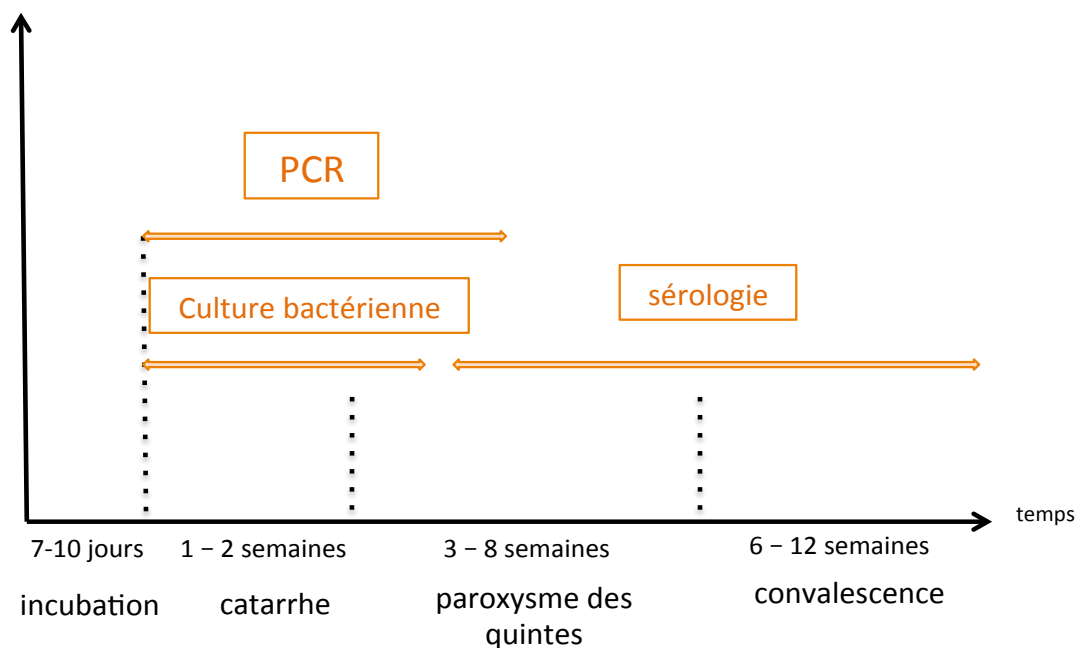 PCR
Culture bactérienne
sérologie
temps
7-10 jours
1 – 2 semaines
3 – 8 semaines
6 – 12 semaines
incubation
catarrhe
paroxysme des
quintes
convalescence